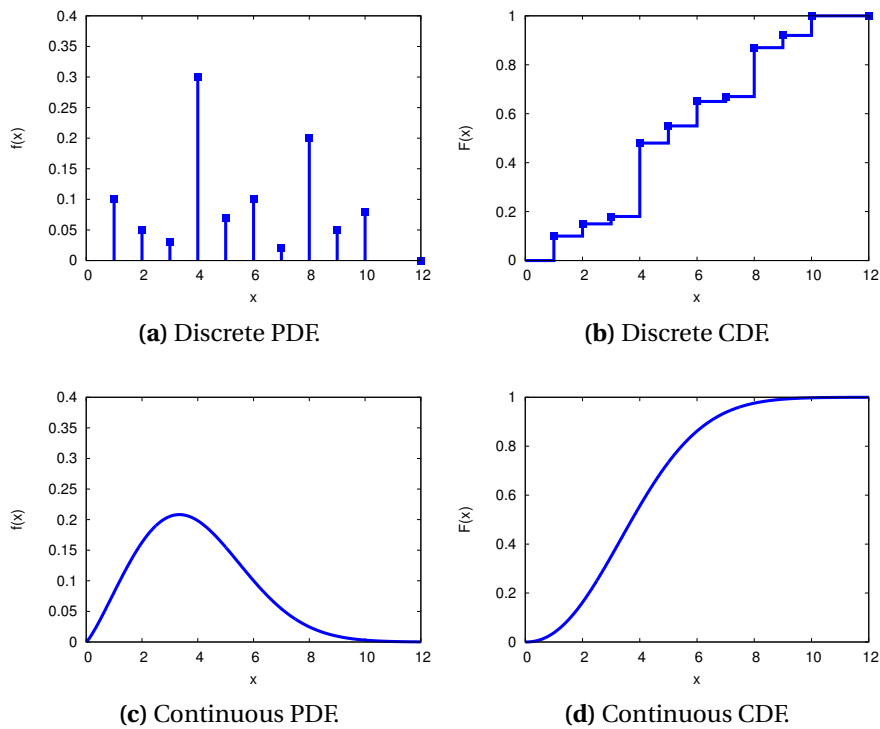 0.4
0.35
0.3
0.25
0.2
0.15
0.1
0.05
0
f(x)
0 2 4 6 8 10 12
x
(a) Discrete PDF.
1
0.8
0.6
0.4
0.2
0
F(x)
0 2 4 6 8 10 12
x
(b) Discrete CDF.
0.4
0.35
0.3
0.25
0.2
0.15
0.1
0.05
0
f(x)
0 2 4 6 8 10 12
x
(c) Continuous PDF.
1
0.8
0.6
0.4
0.2
0
F(x)
0 2 4 6 8 10 12
x
(d) Continuous CDF.